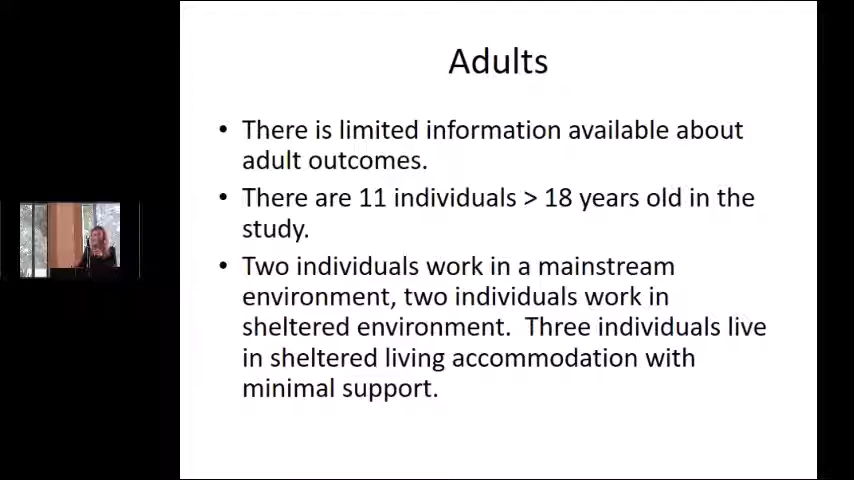 Adults
• There is limited information available about
adult outcomes.
• There are 11 individuals > 18 years old in the
study.
• Two individuals work in a mainstream
environment, two individuals work in
sheltered environment.  Three individuals live
in sheltered living accommodation with
minimal support.